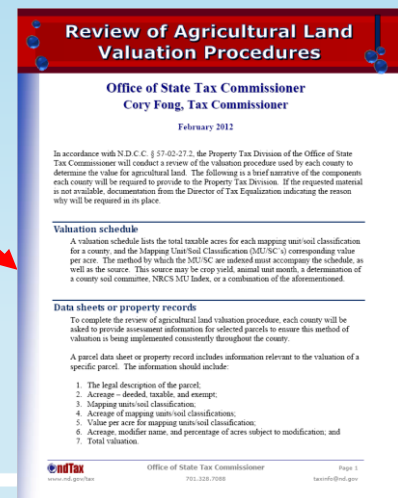 Review of Agricultural Land
Valuation Procedures
Office of State Tax Commissioner
Cory Fong, Tax Commissioner
February 2012
In accordance with N.D.C.C. § 57-02-27.2, the Property Tax Division of the Office of State
Tax Commissioner will conduct a review of the valuation procedure used by each county to
determine the value for agricultural land. The following is a brief narrative of the components
each county will be required to provide to the Property Tax Division. If the requested material
is not available, documentation from the Director of Tax Equalization indicating the reason
why will be required in its place.
Valuation schedule
A valuation schedule lists the total taxable acres for each mapping unit/soil classification
for a county, and the Mapping Unit/Soil Classification (MU/SC's) corresponding value
per acre. The method by which the MU/SC are indexed must accompany the schedule, as
well as the source. This source may be crop yield, animal unit month, a determination of
a county soil committee, NRCS MU Index, or a combination of the aforementioned.
Data sheets or property records
To complete the review of agricultural land valuation procedure, each county will be
asked to provide assessment information for selected parcels to ensure this method of
valuation is being implemented consistently throughout the county.
A parcel data sheet or property record includes information relevant to the valuation of a
specific parcel. The information should include:
1. The legal description of the parcel;
2. Acreage – deeded, taxable, and exempt;
3. Mapping units/soil classification;
4. Acreage of mapping units/soil classifications;
5. Value per acre for mapping units/soil classification;
6. Acreage, modifier name, and percentage of acres subject to modification; and
7. Total valuation.
ndTax Office of State Tax Commissioner Page 1
www.nd.gov/tax 701.328.7088 taxinfo@nd.gov